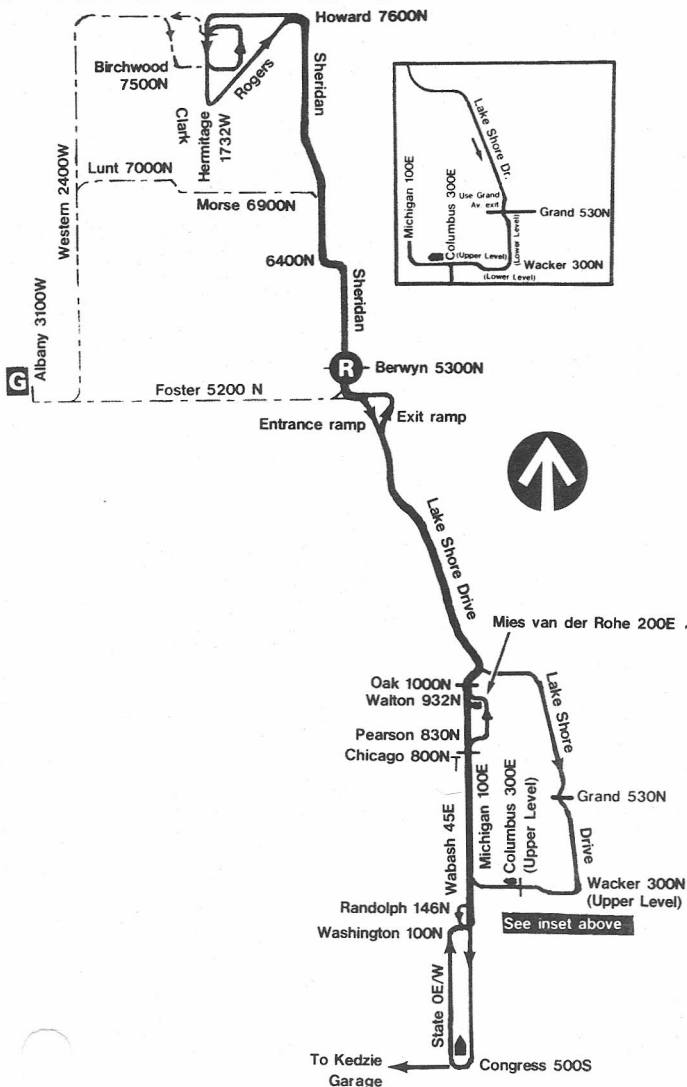 Howard 7600N
Birchwood
7500N
Rogers
Sheridan
Clark
Hermitage
1732W
Western 2400W
Lunt 7000N
Morse 6900N
6400N
Sheridan
Albany 3100W
G
R
Berwyn 5300N
Foster 5200 N
Entrance ramp
Exit ramp
Lake Shore Dr.
Michigan 100E
Columbus 300E
(Upper Level)
Use Grand
Av. exit
Grand 530N
(Lower Level)
Wacker 300N
(Lower Level)
Lake Shore Drive
Mies van der Rohe 200E
Oak 1000N
Walton 932N
Pearson 830N
Chicago 800N
T
Lake Shore
Drive
Grand 530N
Wabash 45E
Michigan 100E
Columbus 300E
(Upper Level)
Wacker 300N
(Upper Level)
See inset above
Randolph 146N
Washington 100N
State 0E/W
To Kedzie
Garage
Congress 500S